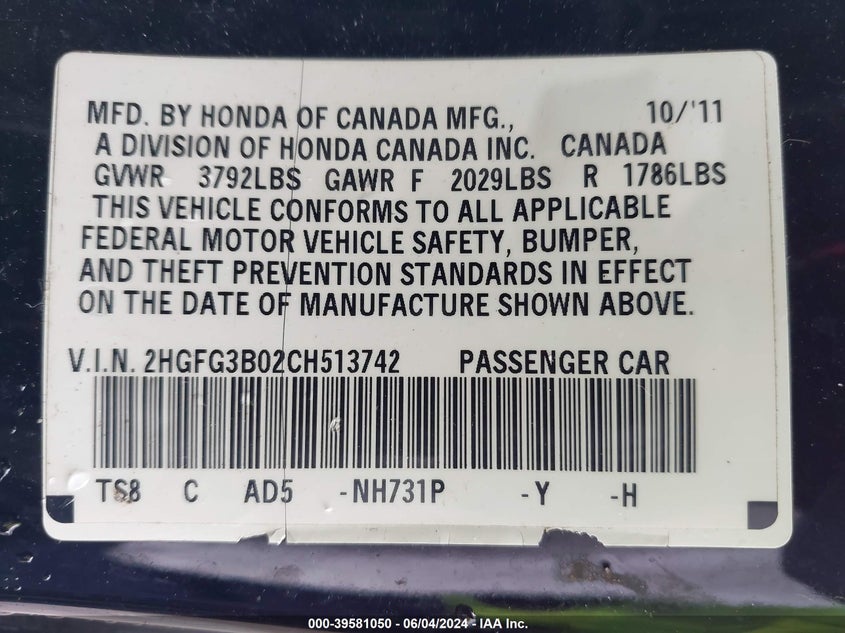 MFD. BY HONDA OF CANADA MFG., 10/'11
A DIVISION OF HONDA CANADA INC. CANADA
GVWR 3792LBS GAWR F 2029LBS R 1786LBS
THIS VEHICLE CONFORMS TO ALL APPLICABLE
FEDERAL MOTOR VEHICLE SAFETY, BUMPER,
AND THEFT PREVENTION STANDARDS IN EFFECT
ON THE DATE OF MANUFACTURE SHOWN ABOVE.
V.I.N. 2HGFG3B02CH513742 PASSENGER CAR
TS8 C AD5 -NH731P -Y -H
000-39581050 - 06/04/2024 - IAA Inc.